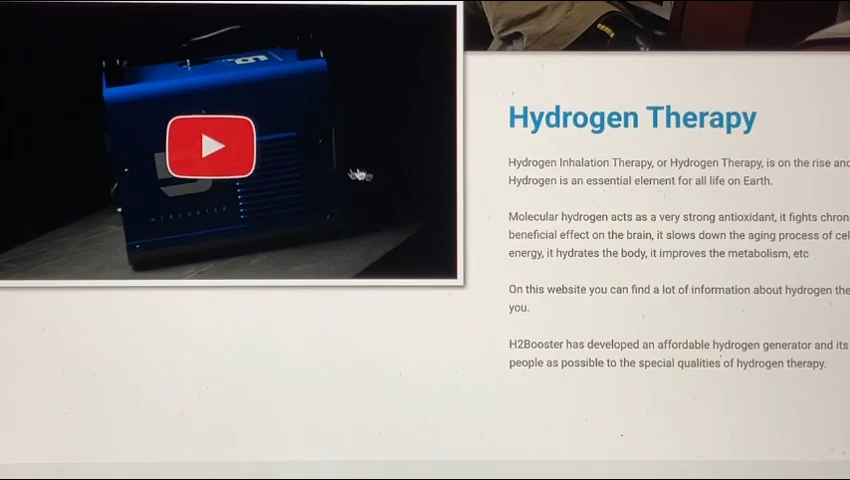 Hydrogen Therapy
Hydrogen Inhalation Therapy, or Hydrogen Therapy, is on the rise and
Hydrogen is an essential element for all life on Earth.
Molecular hydrogen acts as a very strong antioxidant, it fights chron
beneficial effect on the brain, it slows down the aging process of cel
energy, it hydrates the body, it improves the metabolism, etc
On this website you can find a lot of information about hydrogen the
you.
H2Booster has developed an affordable hydrogen generator and its
people as possible to the special qualities of hydrogen therapy.